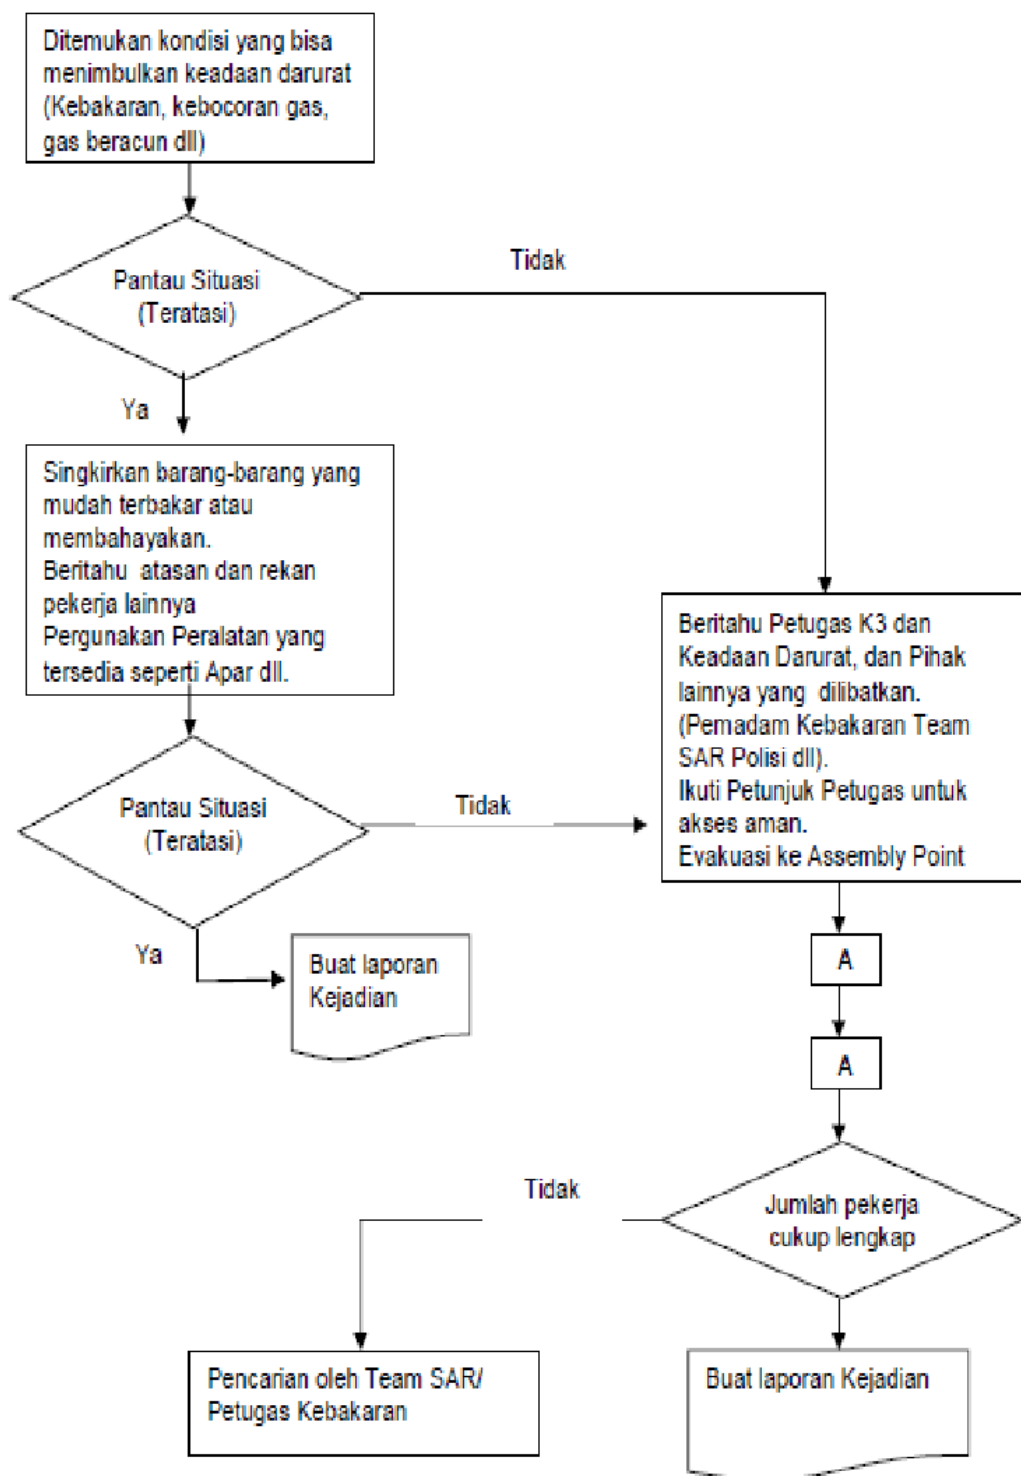 Ditemukan kondisi yang bisa
menimbulkan keadaan darurat
(Kebakaran, kebocoran gas,
gas beracun dll)
Pantau Situasi
(Teratasi)
Tidak
Ya
Singkirkan barang-barang yang
mudah terbakar atau
membahayakan.
Beritahu atasan dan rekan
pekerja lainnya
Pergunakan Peralatan yang
tersedia seperti Apar dll.
Beritahu Petugas K3 dan
Keadaan Darurat, dan Pihak
lainnya yang dilibatkan.
(Pemadam Kebakaran Team
SAR Polisi dll).
Ikuti Petunjuk Petugas untuk
akses aman.
Evakuasi ke Assembly Point
Pantau Situasi
(Teratasi)
Tidak
Ya
Buat laporan
Kejadian
A
A
Jumlah pekerja
cukup lengkap
Tidak
Pencarian oleh Team SAR/
Petugas Kebakaran
Buat laporan Kejadian